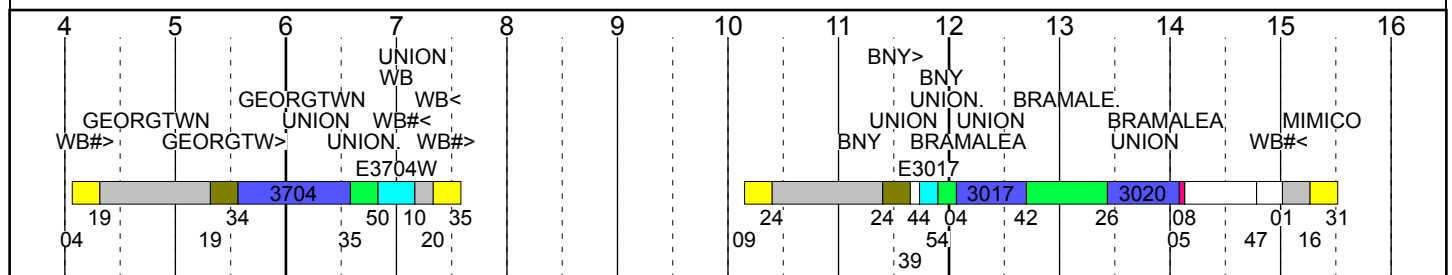 4 5 6 7 8 9 10 11 12 13 14 15 16
UNION BNY>
WB BNY
GEORGTWN WB< UNION. BRAMALE.
GEORGTWN UNION WB#< UNION UNION BRAMALEA MIMICO
WB#> GEORGTW> UNION. WB#> BNY BRAMALEA UNION WB#<
E3704W E3017
3704 3017 3020
19 34 50 10 35 24 24 44 04 42 26 08 01 31
04 19 35 20 09 54 05 47 16
39